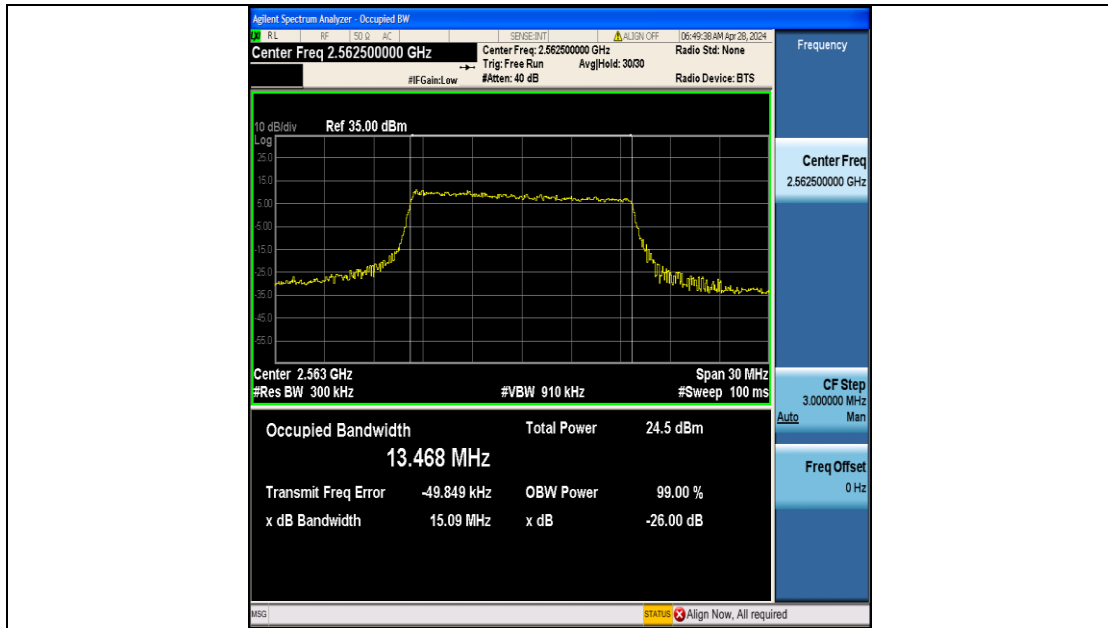 Agilent Spectrum Analyzer - Occupied BW
RL RF 50 Ω AC SENSE:INT ALIGN OFF 06:49:38 AM Apr 28, 2024
Center Freq 2.562500000 GHz
Center Freq: 2.562500000 GHz
Radio Std: None
Trig: Free Run Avg|Hold: 30/30
#IFGain:Low
#Atten: 40 dB
Radio Device: BTS
Frequency
10 dB/div Ref 35.00 dBm
Log
25.0
15.0
5.00
-5.00
-15.0
-25.0
-35.0
-45.0
-55.0
Center 2.563 GHz Span 30 MHz
#Res BW 300 kHz #VBW 910 kHz #Sweep 100 ms
Center Freq
2.562500000 GHz
CF Step
3.000000 MHz
Auto Man
Freq Offset
0 Hz
Occupied Bandwidth Total Power 24.5 dBm
13.468 MHz
Transmit Freq Error -49.849 kHz OBW Power 99.00 %
x dB Bandwidth 15.09 MHz x dB -26.00 dB
MSG STATUS Align Now, All required